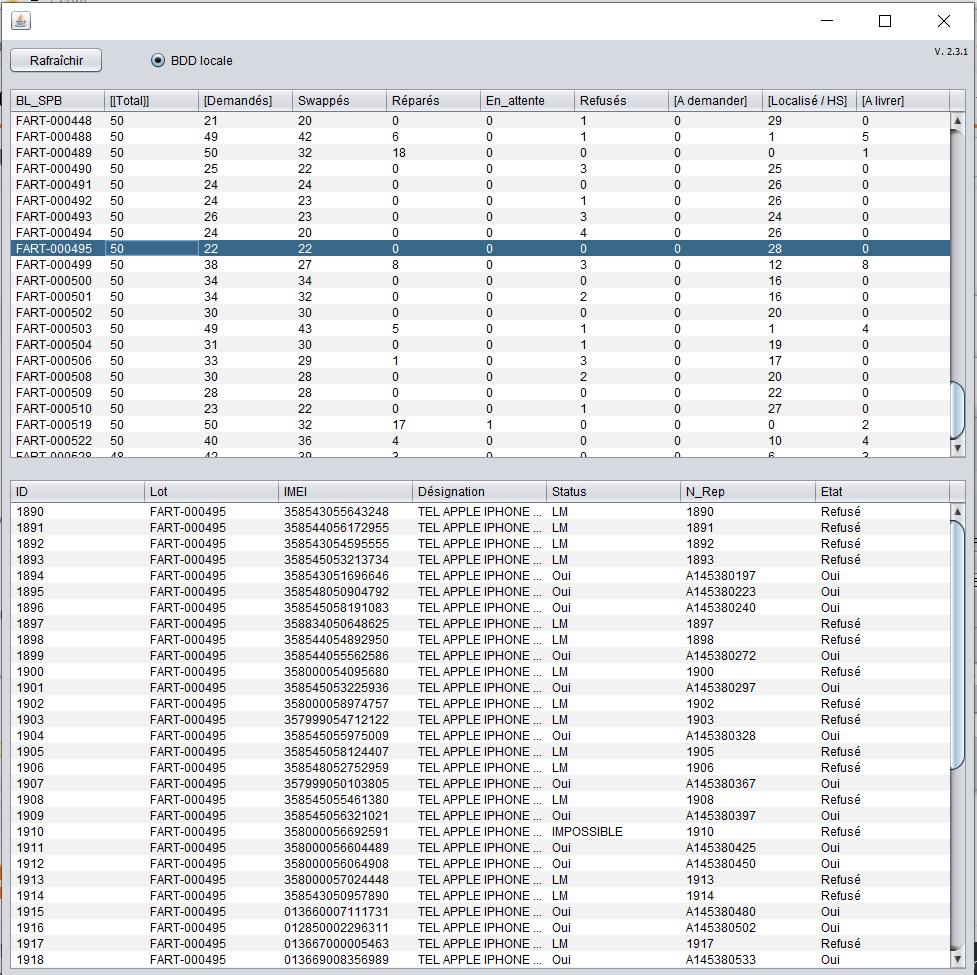 Rafraîchir BDD locale V. 2.3.1
BL_SPB [[Total]] [Demandés] Swappés Réparés En_attente Refusés [A demander] [Localisé / HS] [A livrer]
FART-000448 50 21 20 0 0 1 0 29 0
FART-000488 50 49 42 6 0 1 0 1 5
FART-000489 50 50 32 18 0 0 0 0 1
FART-000490 50 25 22 0 0 3 0 25 0
FART-000491 50 24 24 0 0 0 0 26 0
FART-000492 50 24 23 0 0 1 0 26 0
FART-000493 50 26 23 0 0 3 0 24 0
FART-000494 50 24 20 0 0 4 0 26 0
FART-000495 50 22 22 0 0 0 0 28 0
FART-000499 50 38 27 8 0 3 0 12 8
FART-000500 50 34 34 0 0 0 0 16 0
FART-000501 50 34 32 0 0 2 0 16 0
FART-000502 50 30 30 0 0 0 0 20 0
FART-000503 50 49 43 5 0 1 0 1 4
FART-000504 50 31 30 0 0 1 0 19 0
FART-000506 50 33 29 1 0 3 0 17 0
FART-000508 50 30 28 0 0 2 0 20 0
FART-000509 50 28 28 0 0 0 0 22 0
FART-000510 50 23 22 0 0 1 0 27 0
FART-000519 50 50 32 17 1 0 0 0 2
FART-000522 50 40 36 4 0 0 0 10 4
FART-000528 48 42 39 3 0 0 0 6 3
ID Lot IMEI Désignation Status N_Rep Etat
1890 FART-000495 358543055643248 TEL APPLE IPHONE ... LM 1890 Refusé
1891 FART-000495 358544056172955 TEL APPLE IPHONE ... LM 1891 Refusé
1892 FART-000495 358543054595555 TEL APPLE IPHONE ... LM 1892 Refusé
1893 FART-000495 358545053213734 TEL APPLE IPHONE ... LM 1893 Refusé
1894 FART-000495 358543051696646 TEL APPLE IPHONE ... Oui A145380197 Oui
1895 FART-000495 358548050904792 TEL APPLE IPHONE ... Oui A145380223 Oui
1896 FART-000495 358545058191083 TEL APPLE IPHONE ... Oui A145380240 Oui
1897 FART-000495 358834050648625 TEL APPLE IPHONE ... LM 1897 Refusé
1898 FART-000495 358544054892950 TEL APPLE IPHONE ... LM 1898 Refusé
1899 FART-000495 358544055562586 TEL APPLE IPHONE ... Oui A145380272 Oui
1900 FART-000495 358000054095680 TEL APPLE IPHONE ... LM 1900 Refusé
1901 FART-000495 358545053225936 TEL APPLE IPHONE ... Oui A145380297 Oui
1902 FART-000495 358000058974757 TEL APPLE IPHONE ... LM 1902 Refusé
1903 FART-000495 357999054712122 TEL APPLE IPHONE ... LM 1903 Refusé
1904 FART-000495 358545055975009 TEL APPLE IPHONE ... Oui A145380328 Oui
1905 FART-000495 358545058124407 TEL APPLE IPHONE ... LM 1905 Refusé
1906 FART-000495 358548052752959 TEL APPLE IPHONE ... LM 1906 Refusé
1907 FART-000495 357999050103805 TEL APPLE IPHONE ... Oui A145380367 Oui
1908 FART-000495 358545055461380 TEL APPLE IPHONE ... LM 1908 Refusé
1909 FART-000495 358545056321021 TEL APPLE IPHONE ... Oui A145380397 Oui
1910 FART-000495 358000056692591 TEL APPLE IPHONE ... IMPOSSIBLE 1910 Refusé
1911 FART-000495 358000056604489 TEL APPLE IPHONE ... Oui A145380425 Oui
1912 FART-000495 358000056064908 TEL APPLE IPHONE ... Oui A145380450 Oui
1913 FART-000495 358000057024448 TEL APPLE IPHONE ... LM 1913 Refusé
1914 FART-000495 358543050957890 TEL APPLE IPHONE ... LM 1914 Refusé
1915 FART-000495 013660007111731 TEL APPLE IPHONE ... Oui A145380480 Oui
1916 FART-000495 012850002296311 TEL APPLE IPHONE ... Oui A145380502 Oui
1917 FART-000495 013667000005463 TEL APPLE IPHONE ... LM 1917 Refusé
1918 FART-000495 013669008356989 TEL APPLE IPHONE ... Oui A145380533 Oui